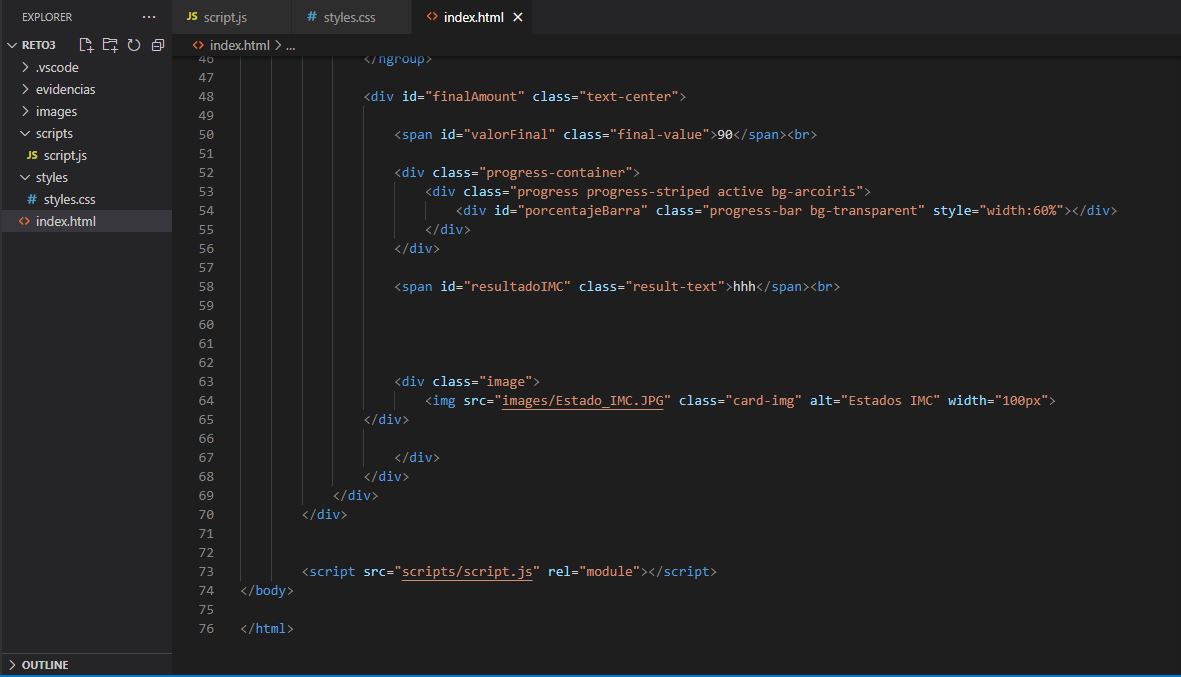 EXPLORER ...
RETO3
.vscode
evidencias
images
scripts
JS script.js
styles
# styles.css
<> index.html
OUTLINE
JS script.js # styles.css <> index.html
<> index.html > ...
46 </hgroup>
47
48 <div id="finalAmount" class="text-center">
49
50 <span id="valorFinal" class="final-value">90</span><br>
51
52 <div class="progress-container">
53 <div class="progress progress-striped active bg-arcoiris">
54 <div id="porcentajeBarra" class="progress-bar bg-transparent" style="width:60%"></div>
55 </div>
56 </div>
57
58 <span id="resultadoIMC" class="result-text">hhh</span><br>
59
60
61
62
63 <div class="image">
64 <img src="images/Estado_IMC.JPG" class="card-img" alt="Estados IMC" width="100px">
65 </div>
66
67 </div>
68 </div>
69 </div>
70 </div>
71
72
73 <script src="scripts/script.js" rel="module"></script>
74 </body>
75
76 </html>